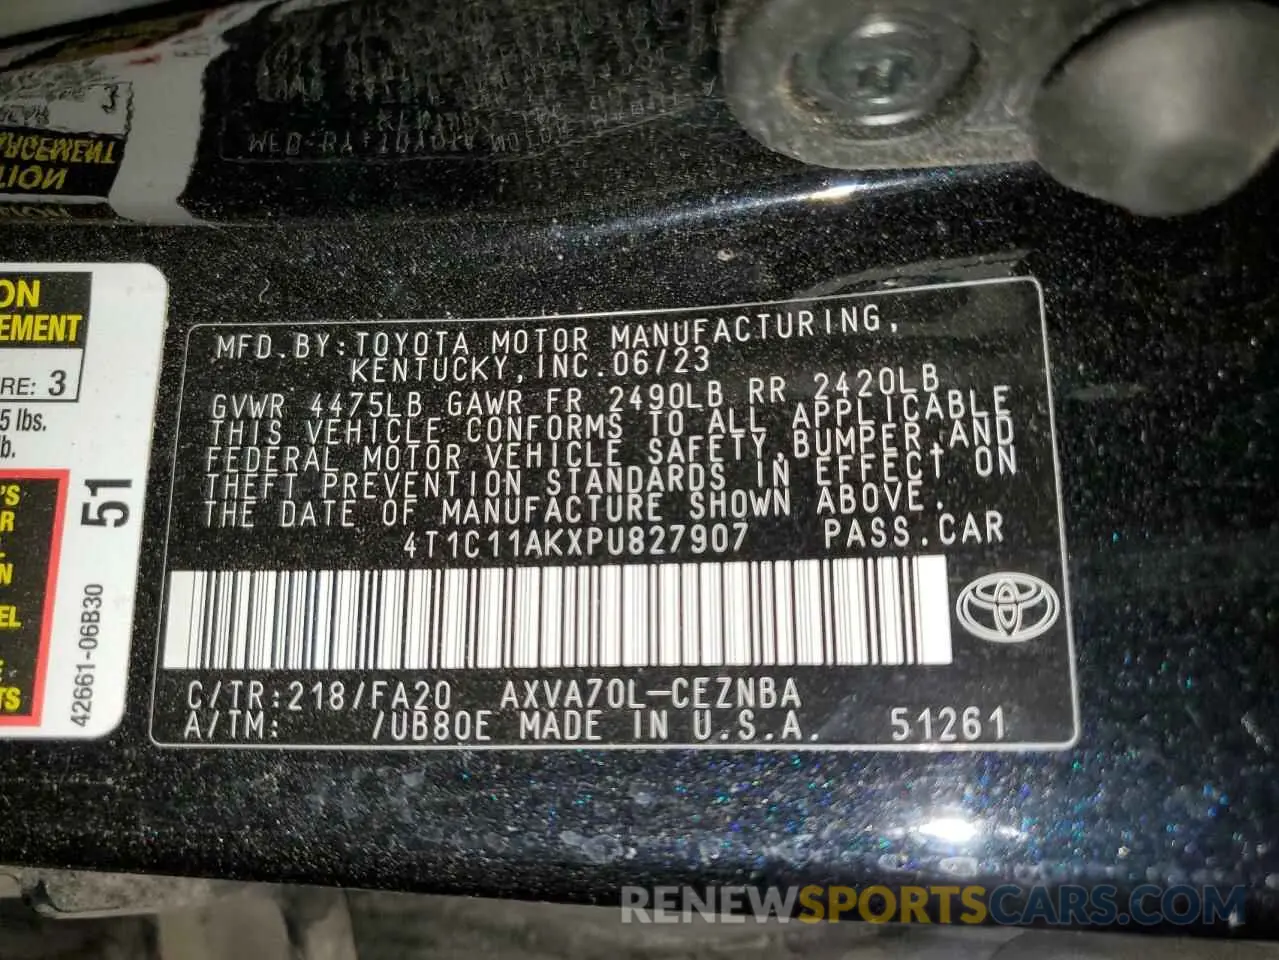 ON
EMENT
RE: 3
5 lbs.
b.
'S
R
N
EL
E
TS
51
42661-06B30
MFD.BY:TOYOTA MOTOR MANUFACTURING,
KENTUCKY,INC.06/23
GVWR 4475LB GAWR FR 2490LB RR 2420LB
THIS VEHICLE CONFORMS TO ALL APPLICABLE
FEDERAL MOTOR VEHICLE SAFETY,BUMPER,AND
THEFT PREVENTION STANDARDS IN EFFECT ON
THE DATE OF MANUFACTURE SHOWN ABOVE.
4T1C11AKXPU827907 PASS.CAR
C/TR:218/FA20 AXVA70L-CEZNBA
A/TM: /UB80E MADE IN U.S.A. 51261
RENEWSPORTSCARS.COM